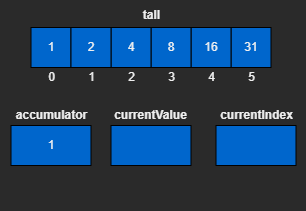 tall
1 2 4 8 16 31
0 1 2 3 4 5
accumulator currentValue currentIndex
1